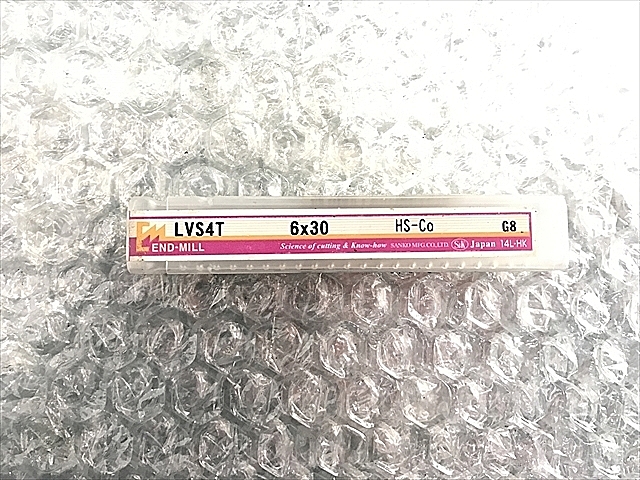 EM LVS4T 6x30 HS-Co G8
END-MILL Science of cutting & Know-how SANKO MFG CO.,LTD. Japan 14L-HK